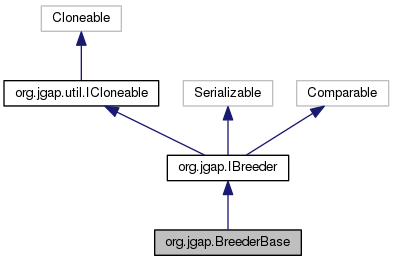 Cloneable
org.jgap.util.ICloneable
Serializable
Comparable
org.jgap.IBreeder
org.jgap.BreederBase